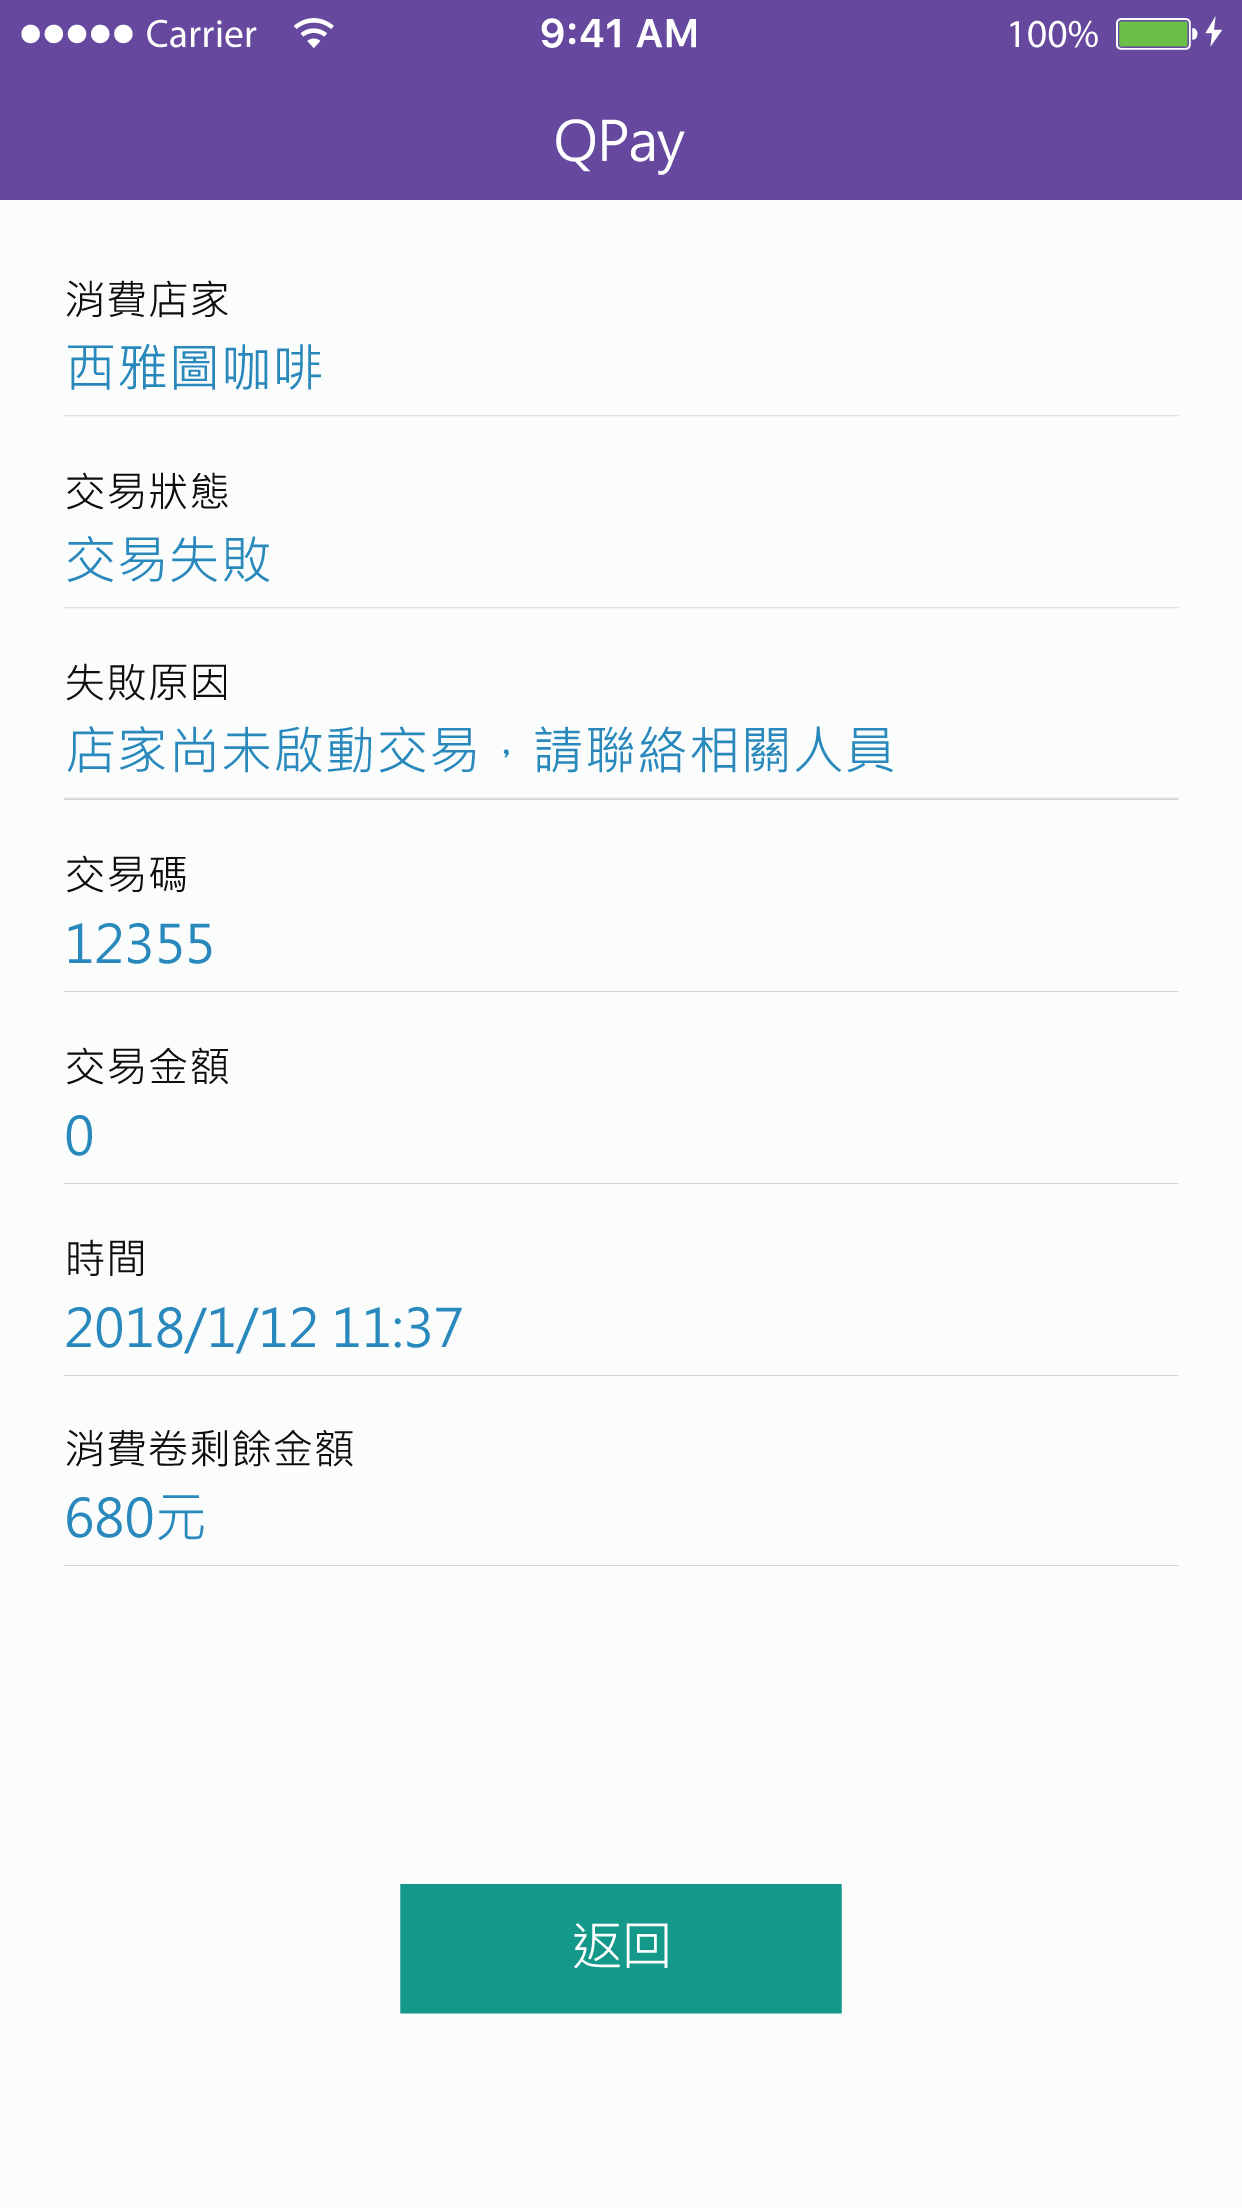 Carrier 9:41 AM 100%
QPay
消費店家
西雅圖咖啡
交易狀態
交易失敗
失敗原因
店家尚未啟動交易，請聯絡相關人員
交易碼
12355
交易金額
0
時間
2018/1/12 11:37
消費卷剩餘金額
680元
返回